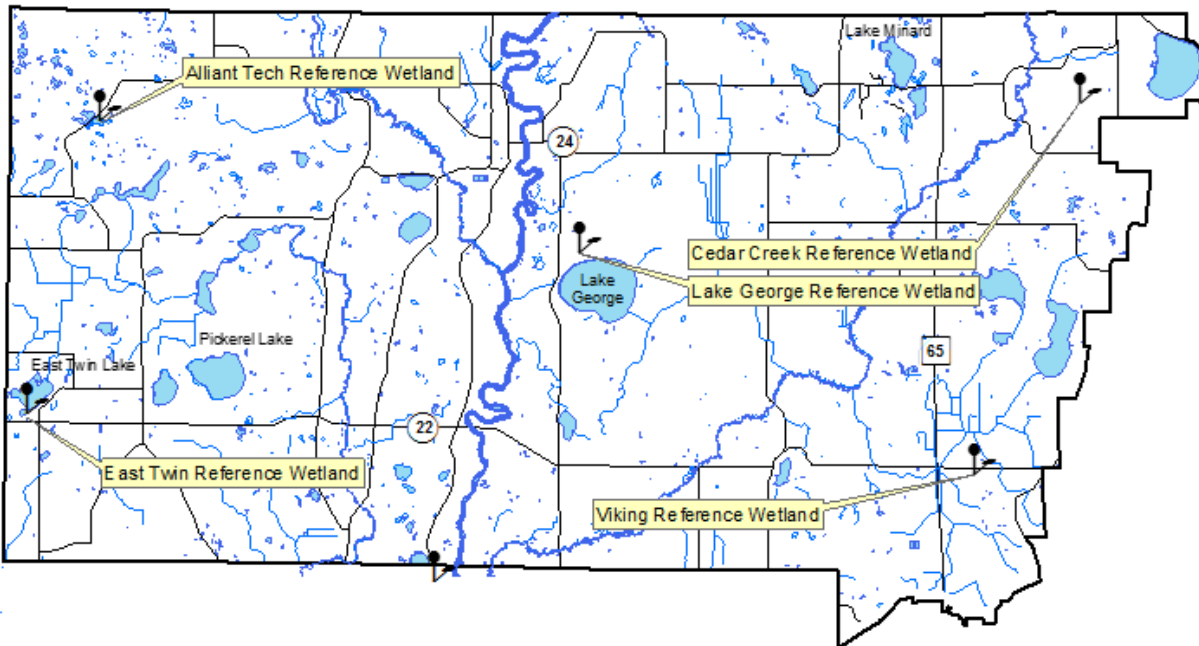 Lake Minard
Alliant Tech Reference Wetland
24
Cedar Creek Reference Wetland
Lake
George
Lake George Reference Wetland
Pickerel Lake
65
East Twin Lake
22
East Twin Reference Wetland
Viking Reference Wetland